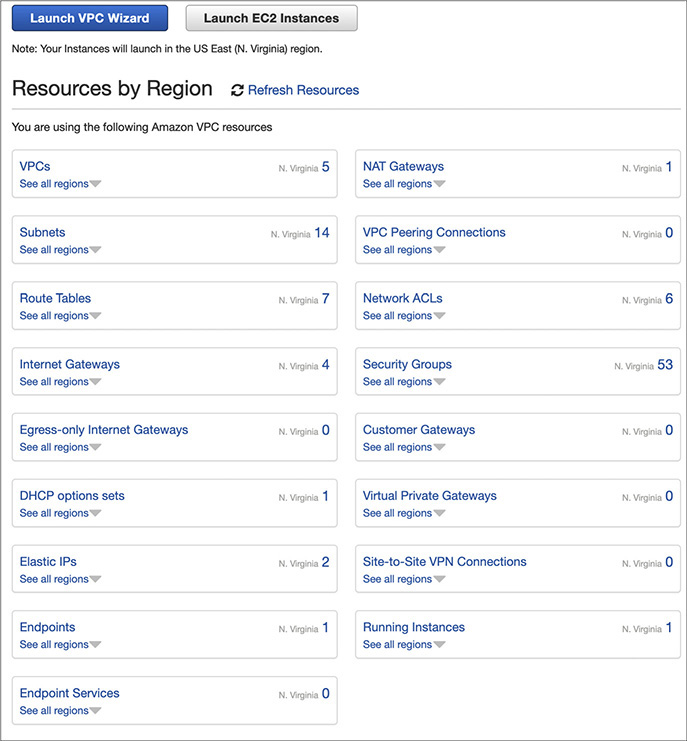 Launch VPC Wizard
Launch EC2 Instances
Note: Your Instances will launch in the US East (N. Virginia) region.
Resources by Region
Refresh Resources
You are using the following Amazon VPC resources
VPCs N. Virginia 5
See all regions
NAT Gateways N. Virginia 1
See all regions
Subnets N. Virginia 14
See all regions
VPC Peering Connections N. Virginia 0
See all regions
Route Tables N. Virginia 7
See all regions
Network ACLs N. Virginia 6
See all regions
Internet Gateways N. Virginia 4
See all regions
Security Groups N. Virginia 53
See all regions
Egress-only Internet Gateways N. Virginia 0
See all regions
Customer Gateways N. Virginia 0
See all regions
DHCP options sets N. Virginia 1
See all regions
Virtual Private Gateways N. Virginia 0
See all regions
Elastic IPs N. Virginia 2
See all regions
Site-to-Site VPN Connections N. Virginia 0
See all regions
Endpoints N. Virginia 1
See all regions
Running Instances N. Virginia 1
See all regions
Endpoint Services N. Virginia 0
See all regions